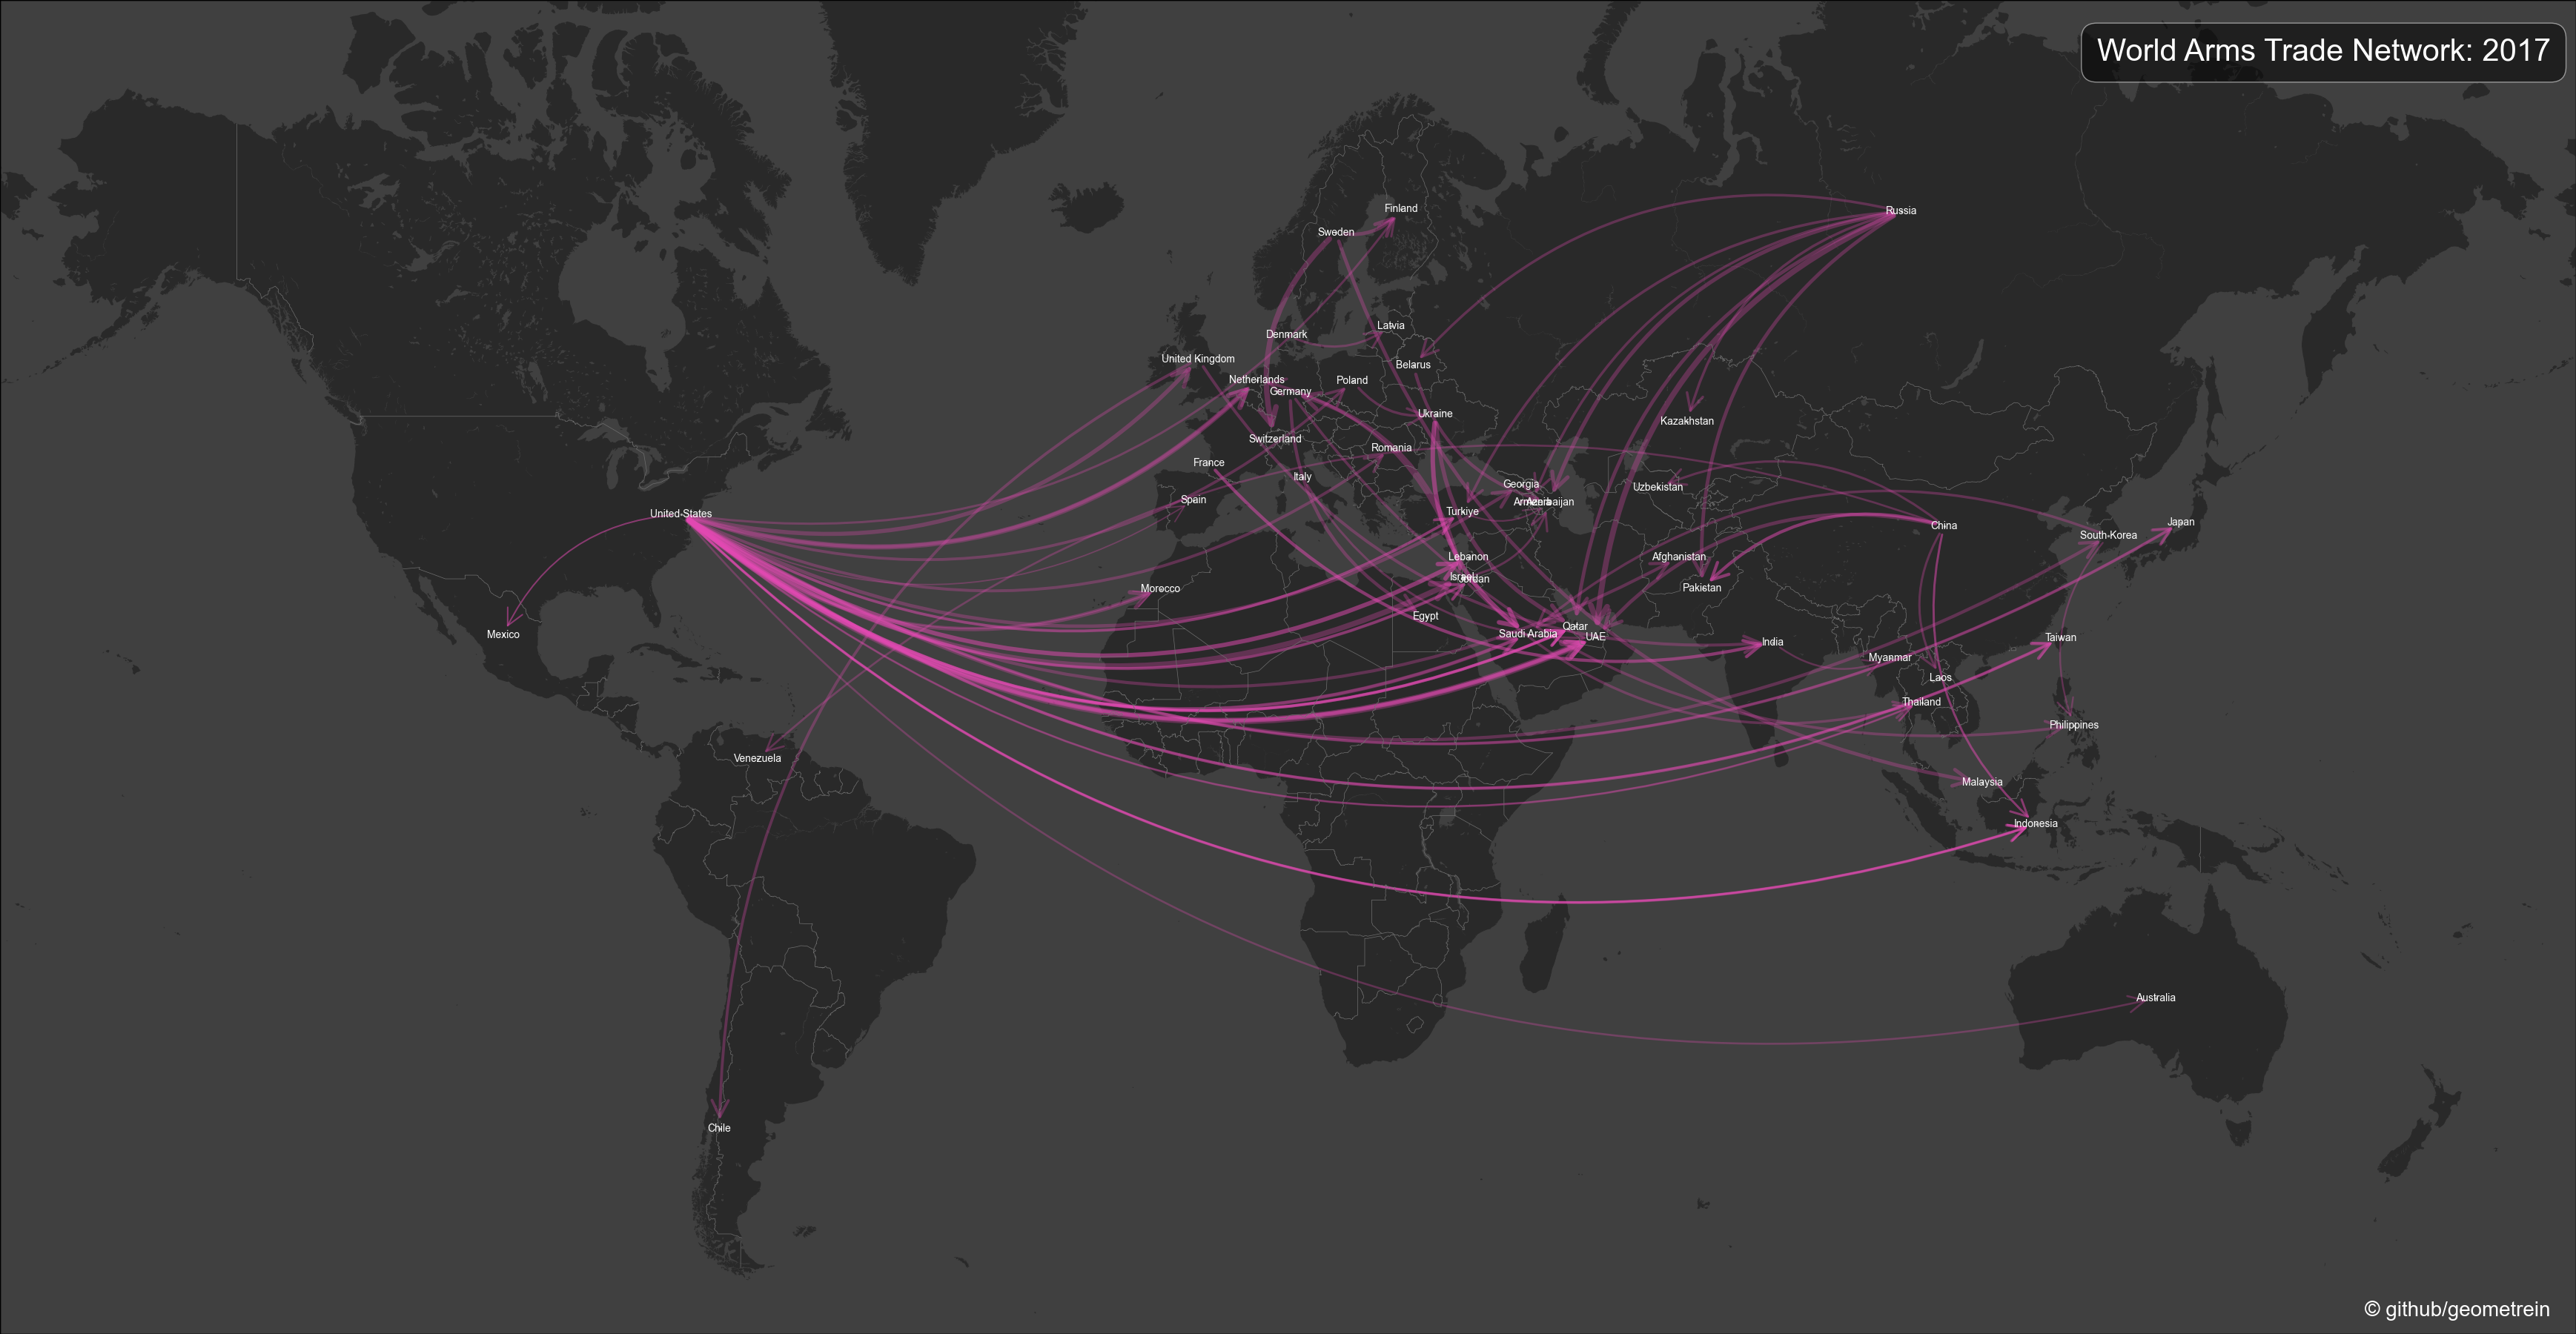 World Arms Trade Network: 2017
Russia
Finland
Sweden
Latvia
Denmark
United Kingdom
Belarus
Netherlands
Poland
Germany
Ukraine
Kazakhstan
Switzerland
Romania
France
Italy
Georgia
Uzbekistan
Spain
Armenia
Azerbaijan
Turkiye
United States
Japan
China
South Korea
Lebanon
Afghanistan
Israel
Jordan
Pakistan
Morocco
Egypt
Qatar
Mexico
Saudi Arabia
UAE
Taiwan
India
Myanmar
Laos
Thailand
Philippines
Venezuela
Malaysia
Indonesia
Australia
Chile
© github/geometrein